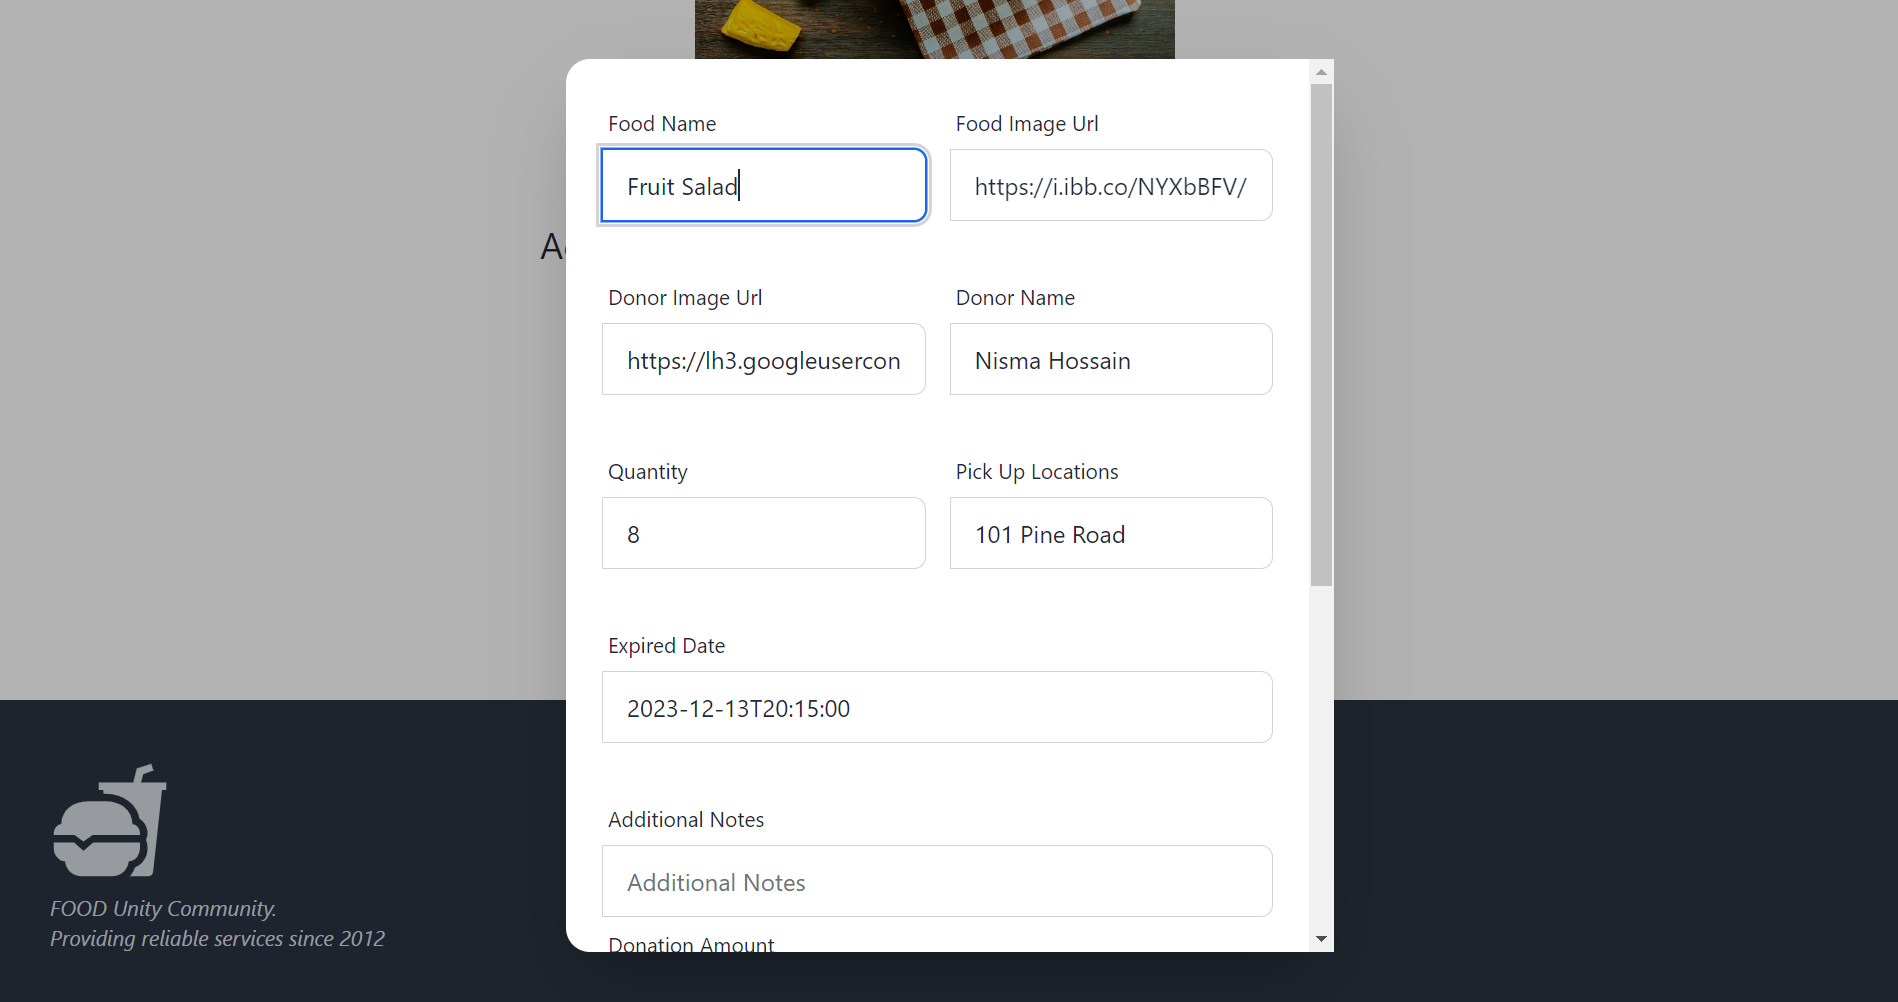 Food Name
Food Image Url
Fruit Salad
https://i.ibb.co/NYXbBFV/
Donor Image Url
Donor Name
https://lh3.googleusercon
Nisma Hossain
Quantity
Pick Up Locations
8
101 Pine Road
Expired Date
2023-12-13T20:15:00
Additional Notes
Additional Notes
Donation Amount
FOOD Unity Community.
Providing reliable services since 2012